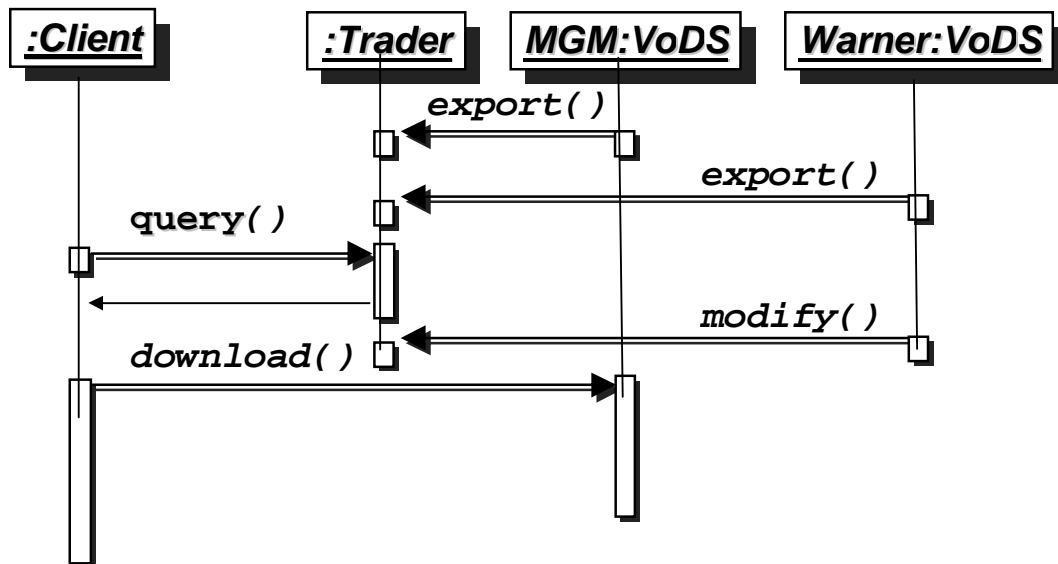 :Client
:Trader
MGM:VoDS
Warner:VoDS
export()
export()
query()
modify()
download()